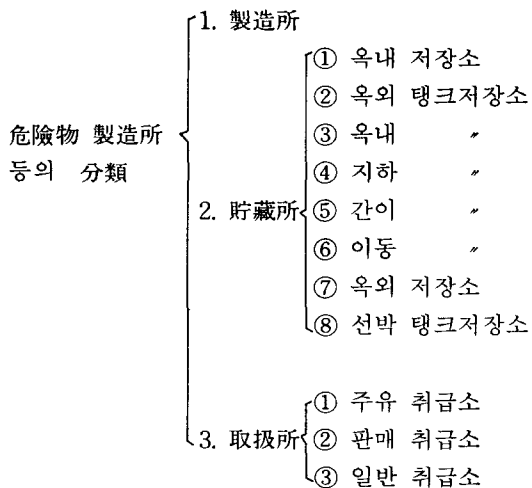 危險物 製造所
등의 分類
1. 製造所
2. 貯藏所
① 옥내 저장소
② 옥외 탱크저장소
③ 옥내 〃
④ 지하 〃
⑤ 간이 〃
⑥ 이동 〃
⑦ 옥외 저장소
⑧ 선박 탱크저장소
3. 取扱所
① 주유 취급소
② 판매 취급소
③ 일반 취급소